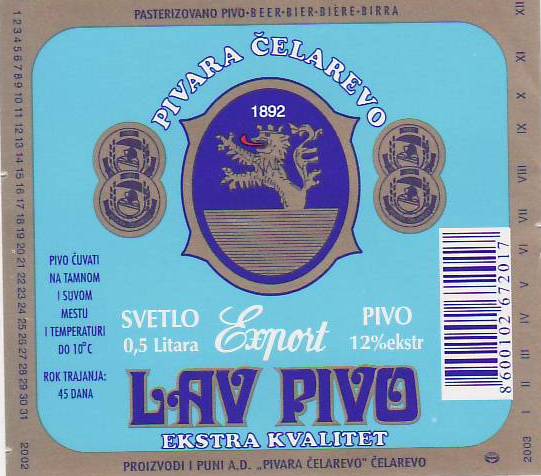 PASTERIZOVANO PIVO·BEER·BIER·BIERE·BIRRA
PIVARA ČELAREVO
1892
PIVO ČUVATI
NA TAMNOM
I SUVOM
MESTU
I TEMPERATURI
DO 10°C
ROK TRAJANJA:
45 DANA
SVETLO
0,5 Litara
Export
PIVO
12%ekstr
LAV PIVO
EKSTRA KVALITET
PROIZVODI I PUNI A.D. „PIVARA ČELAREVO" ČELAREVO
1 2 3 4 5 6 7 8 9 10 11 12 13 14 15 16 17 18 19 20 21 22 23 24 25 26 27 28 29 30 31
2002
2003 I II III IV V VI VII VIII IX X XI XII
8600102672017